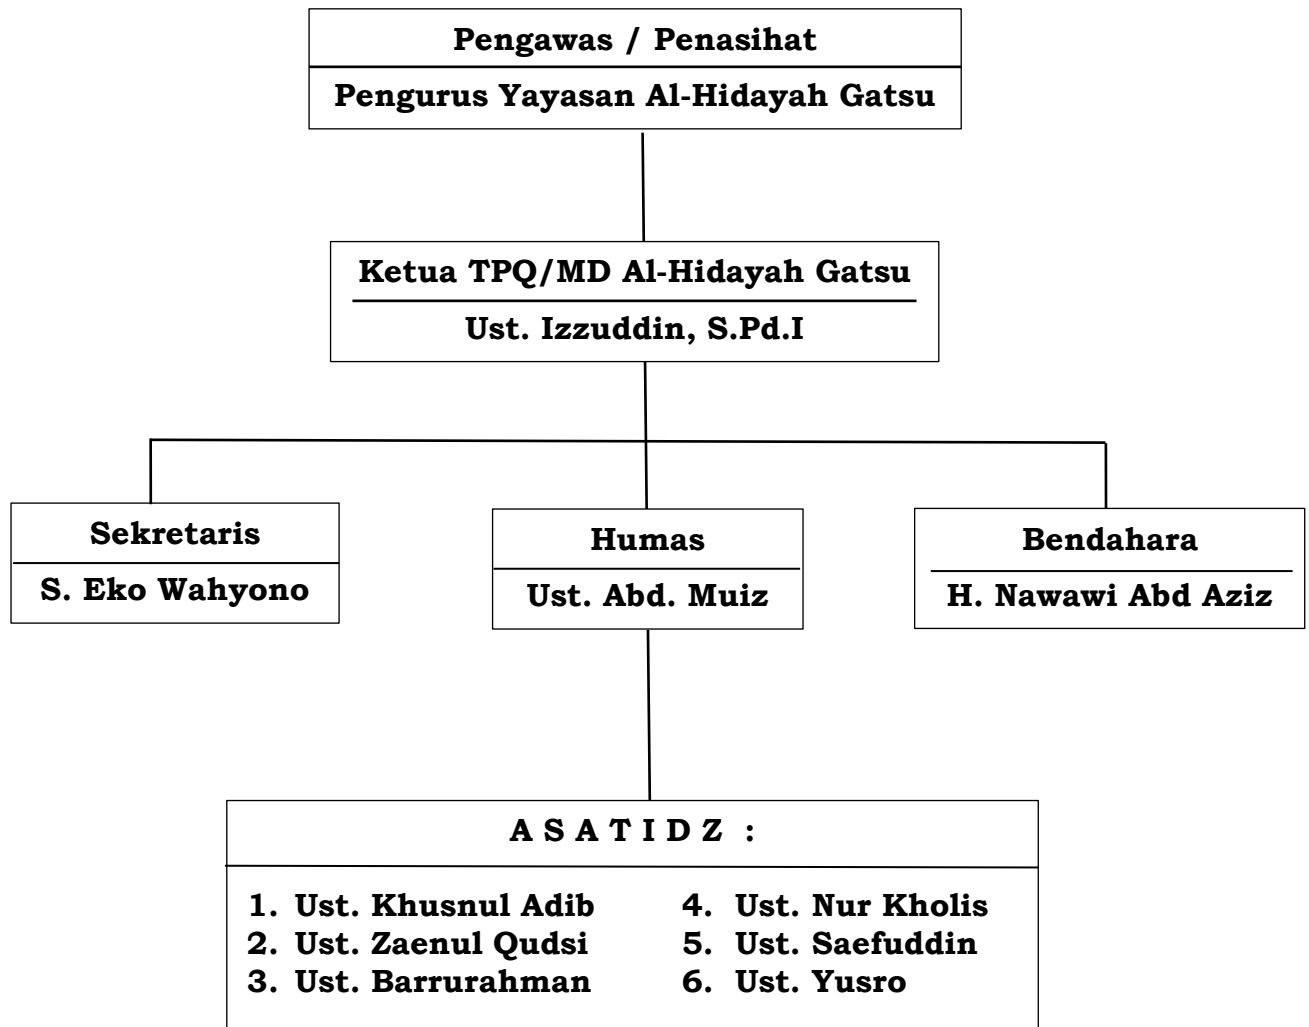 Pengawas / Penasihat
Pengurus Yayasan Al-Hidayah Gatsu
Ketua TPQ/MD Al-Hidayah Gatsu
Ust. Izzuddin, S.Pd.I
Sekretaris
S. Eko Wahyono
Humas
Ust. Abd. Muiz
Bendahara
H. Nawawi Abd Aziz
A S A T I D Z :
1. Ust. Khusnul Adib
2. Ust. Zaenul Qudsi
3. Ust. Barrurahman
4. Ust. Nur Kholis
5. Ust. Saefuddin
6. Ust. Yusro